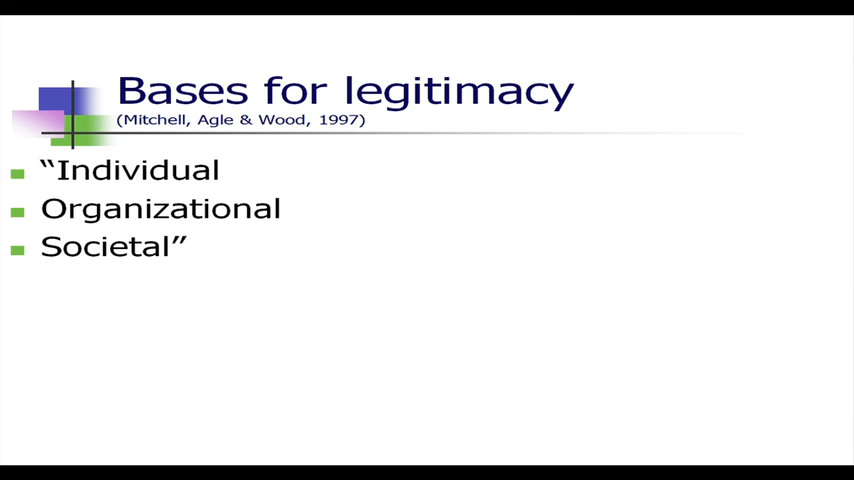 Bases for legitimacy
(Mitchell, Agle & Wood, 1997)
“Individual
Organizational
Societal”